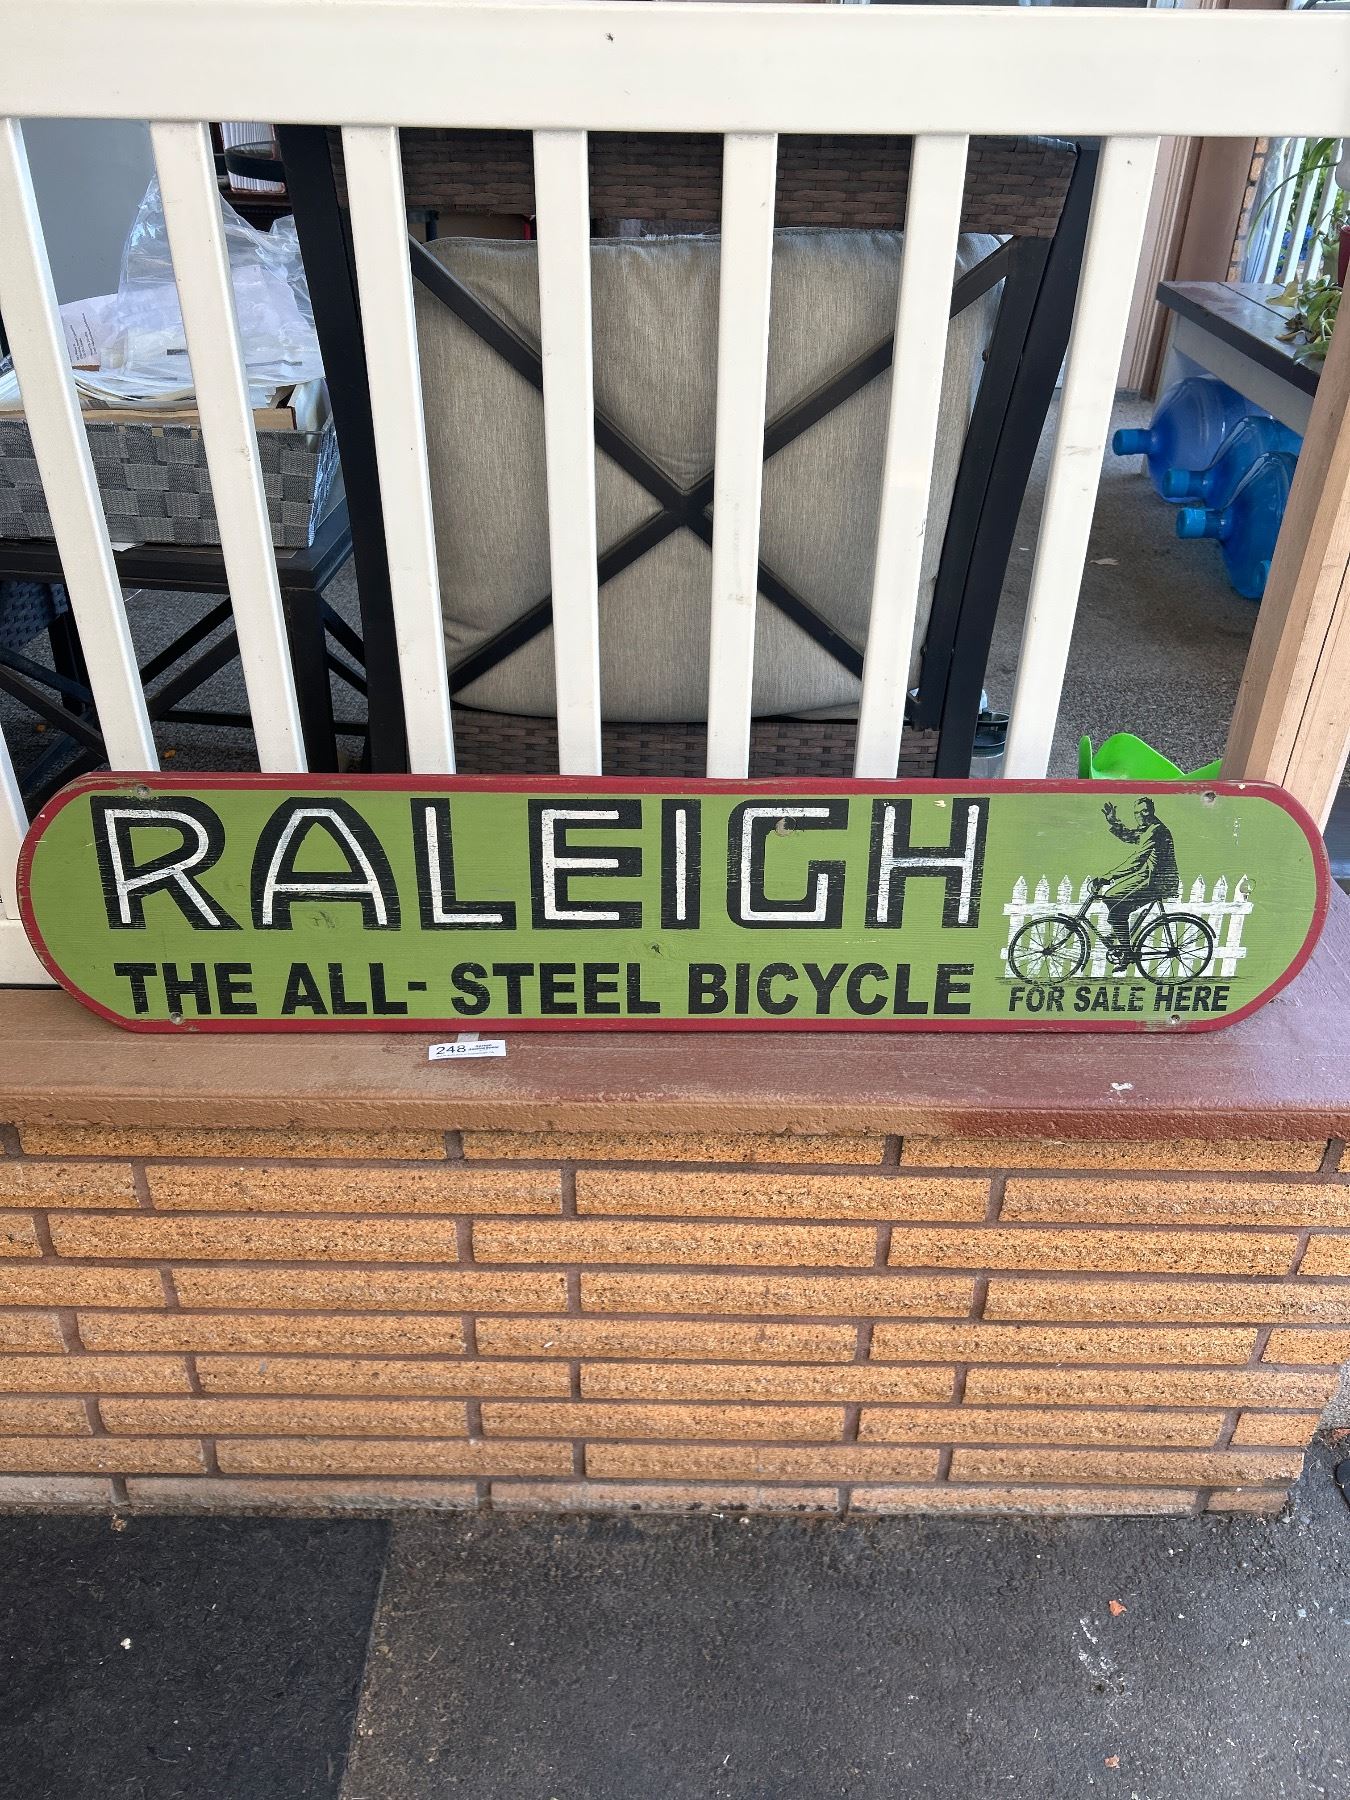 RALEIGH
THE ALL- STEEL BICYCLE
FOR SALE HERE
248